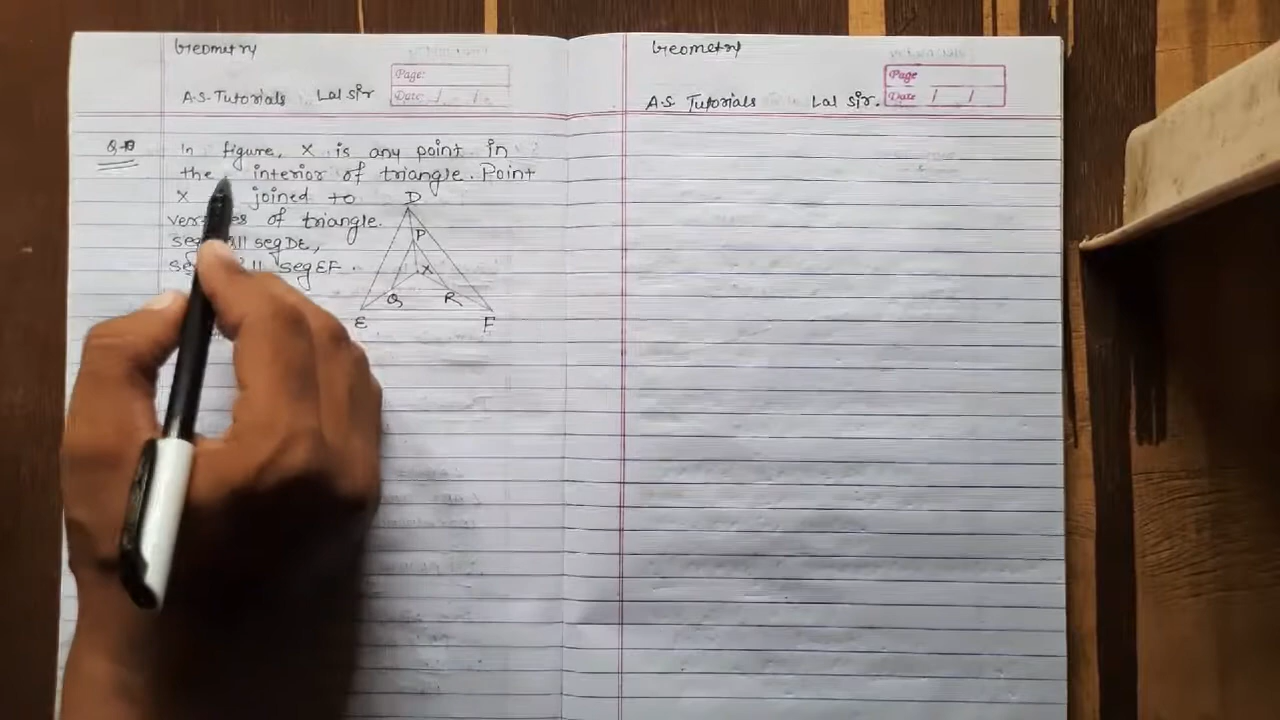 Geometry
Page:
Date: / /
A.S. Tutorials Lal Sir
In figure, X is any point in
the interior of triangle. Point
X joined to
of triangle.
seg || seg DE,
|| seg EF.
D
P
X
Q R
E F
Geometry
Page
Date / /
A.S Tutorials Lal Sir.